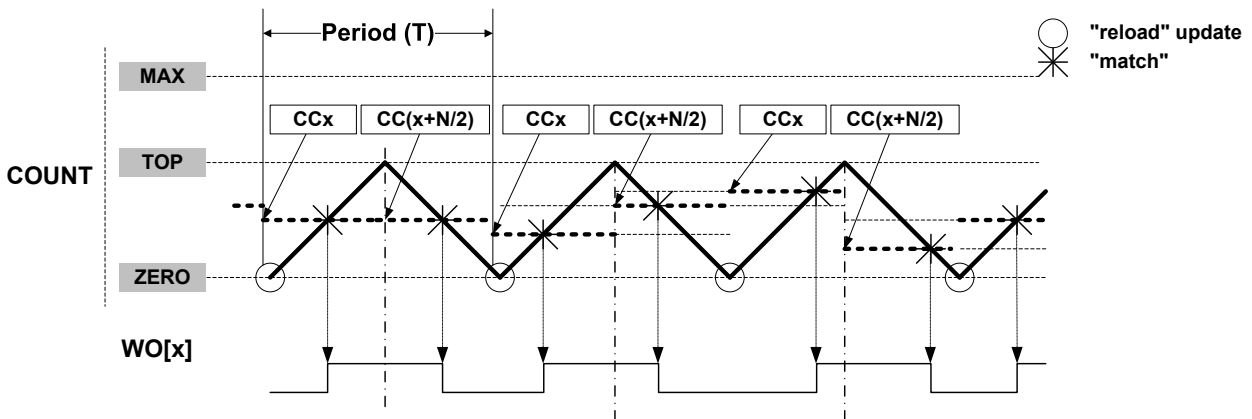 Period (T)
"reload" update
"match"
MAX
CCx
CC(x+N/2)
CCx
CC(x+N/2)
CCx
CC(x+N/2)
COUNT
TOP
ZERO
WO[x]